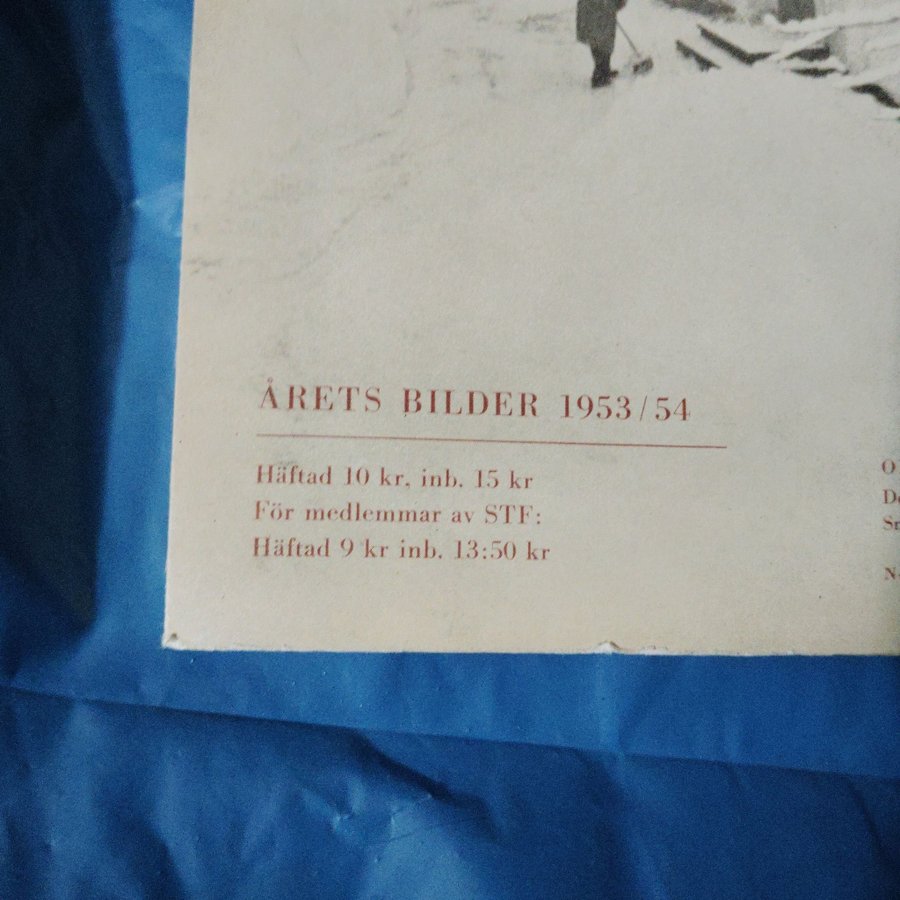 ÅRETS BILDER 1953/54
Häftad 10 kr, inb. 15 kr
För medlemmar av STF:
Häftad 9 kr inb. 13:50 kr